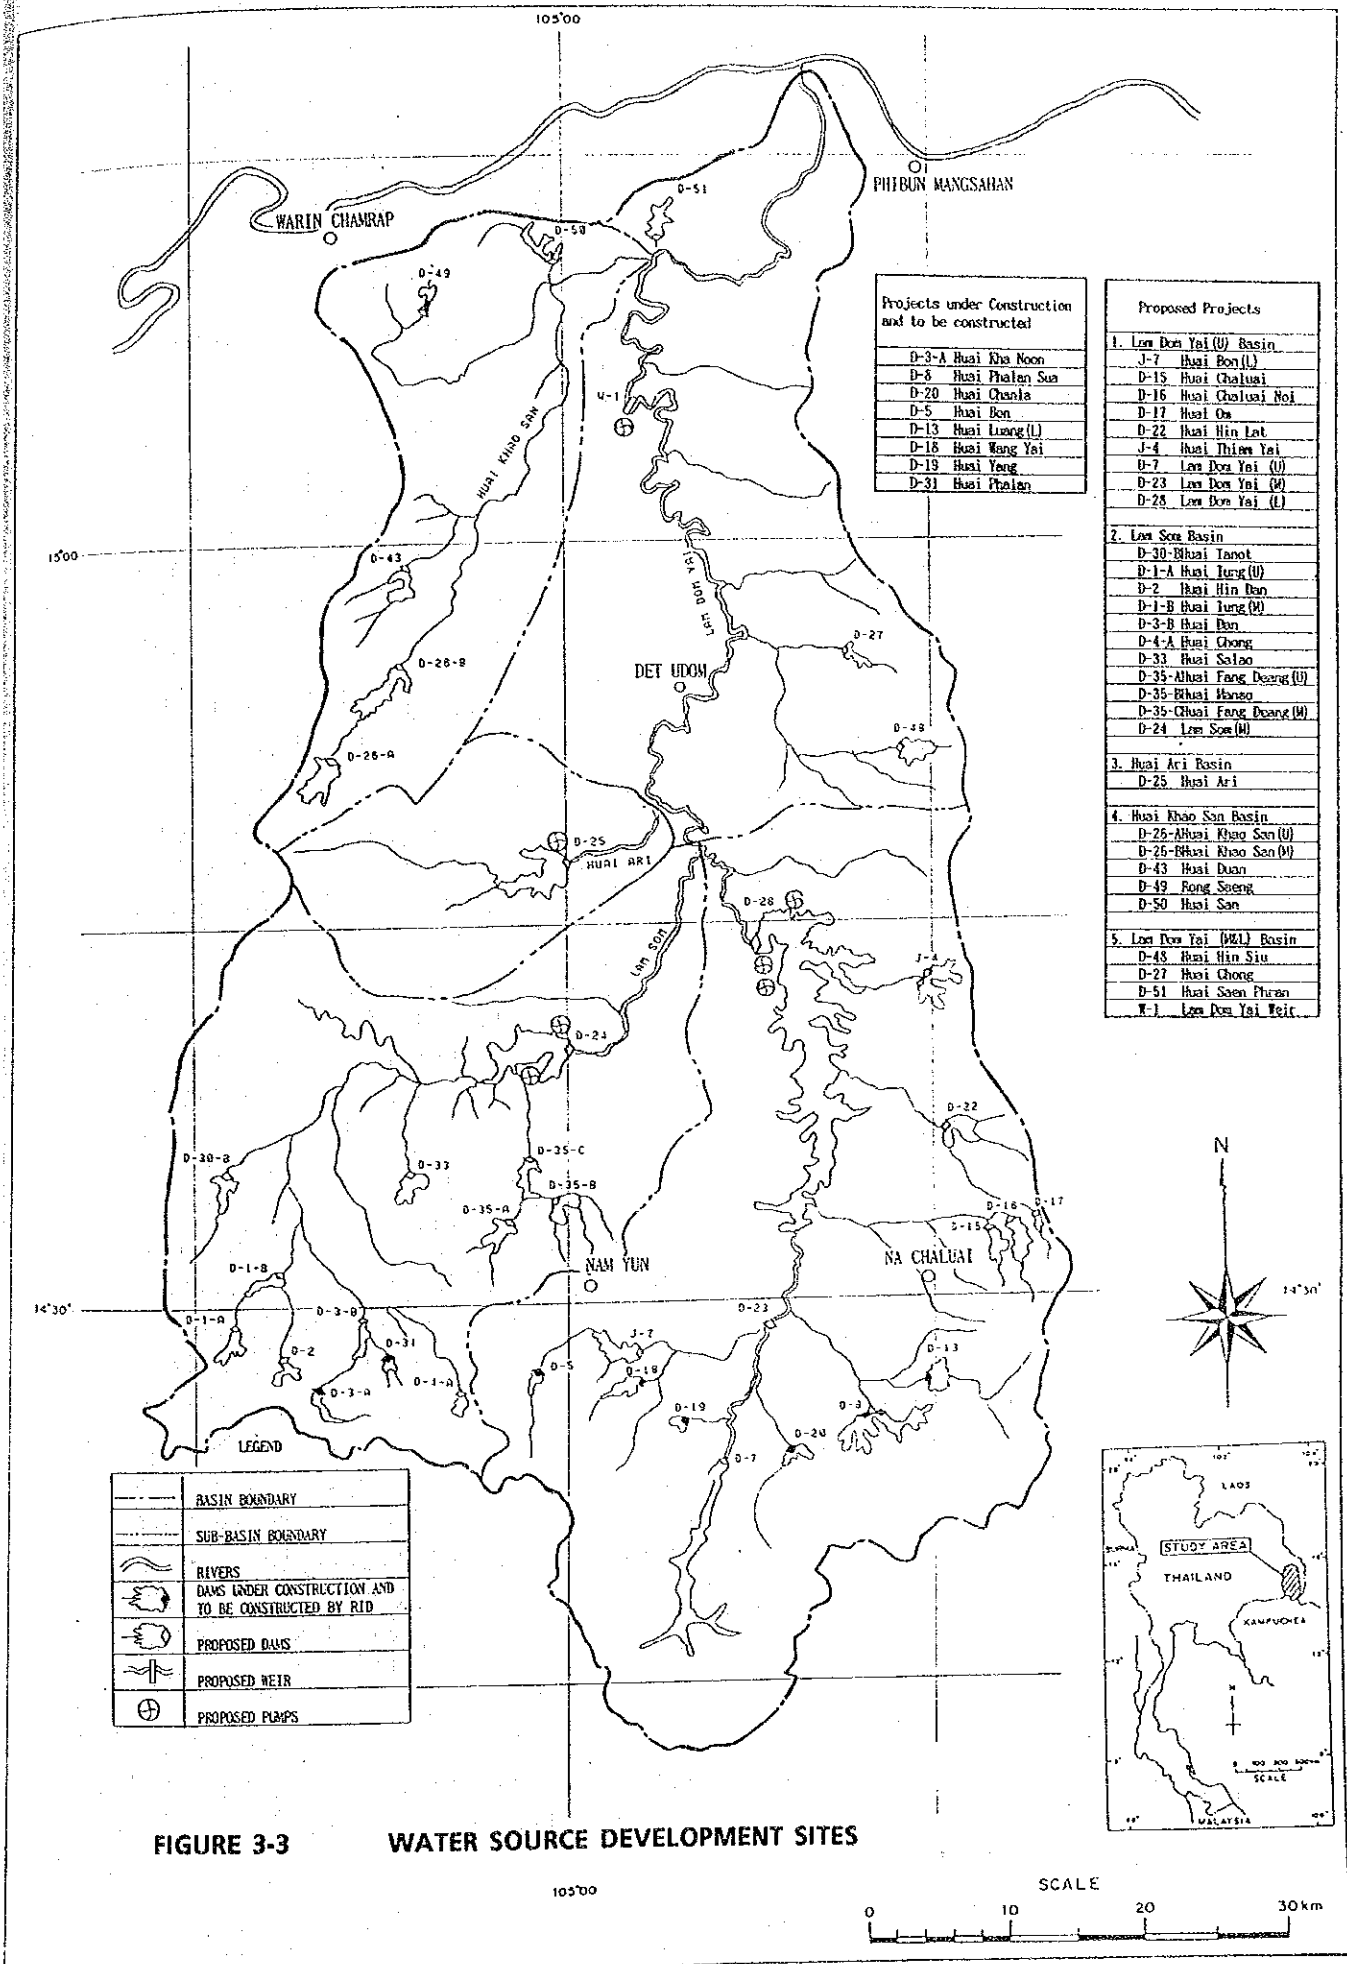 105°00'
PHIBUN MANGSAHAN
WARIN CHAMRAP
D-51
D-50
D-49
W-1
HUAI KHAO SAN
LAM DOM YAI
15°00'
D-43
D-27
D-26-B
DET UDOM
D-26-A
D-48
D-25
HUAI ARI
D-28
LAM SOM
J-4
D-24
D-22
D-30-B
D-33
D-35-C
D-35-B
D-35-A
D-16
D-17
D-15
NA CHALUAI
NAM YUN
D-1-B
14°30'
14°30'
D-23
D-1-A
D-3-B
D-31
D-2
D-3-A
J-7
D-5
D-18
D-13
D-19
D-20
D-7
Projects under Construction
and to be constructed
D-3-A Huai Kha Noon
D-8 Huai Phalan Sua
D-20 Huai Chanla
D-5 Huai Bon
D-13 Huai Luang(L)
D-18 Huai Wang Yai
D-19 Huai Yang
D-31 Huai Phalan
Proposed Projects
1. Lam Dom Yai(U) Basin
J-7 Huai Bon(L)
D-15 Huai Chaluai
D-16 Huai Chaluai Noi
D-17 Huai Om
D-22 Huai Hin Lat
J-4 Huai Thiam Yai
D-7 Lam Dom Yai (U)
D-23 Lam Dom Yai (M)
D-28 Lam Dom Yai (L)
2. Lam Som Basin
D-30-BHuai Tanot
D-1-A Huai Tung(U)
D-2 Huai Hin Dan
D-1-B Huai Tung(M)
D-3-B Huai Don
D-4-A Huai Chong
D-33 Huai Salao
D-35-AHuai Fang Deang(U)
D-35-BHuai Manao
D-35-CHuai Fang Deang(M)
D-24 Lam Som(M)
3. Huai Ari Basin
D-25 Huai Ari
4. Huai Khao San Basin
D-26-AHuai Khao San(U)
D-26-BHuai Khao San(M)
D-43 Huai Duan
D-49 Rong Saeng
D-50 Huai San
5. Lam Dom Yai (M&L) Basin
D-48 Huai Hin Siu
D-27 Huai Chong
D-51 Huai Saen Phran
W-1 Lam Dom Yai Weir
N
LEGEND
BASIN BOUNDARY
SUB-BASIN BOUNDARY
RIVERS
DAMS UNDER CONSTRUCTION AND
TO BE CONSTRUCTED BY RID
PROPOSED DAMS
PROPOSED WEIR
PROPOSED PUMPS
LAOS
BURMA
STUDY AREA
THAILAND
KAMPUCHEA
N
SCALE
MALAYSIA
FIGURE 3-3 WATER SOURCE DEVELOPMENT SITES
105°00'
SCALE
0 10 20 30km